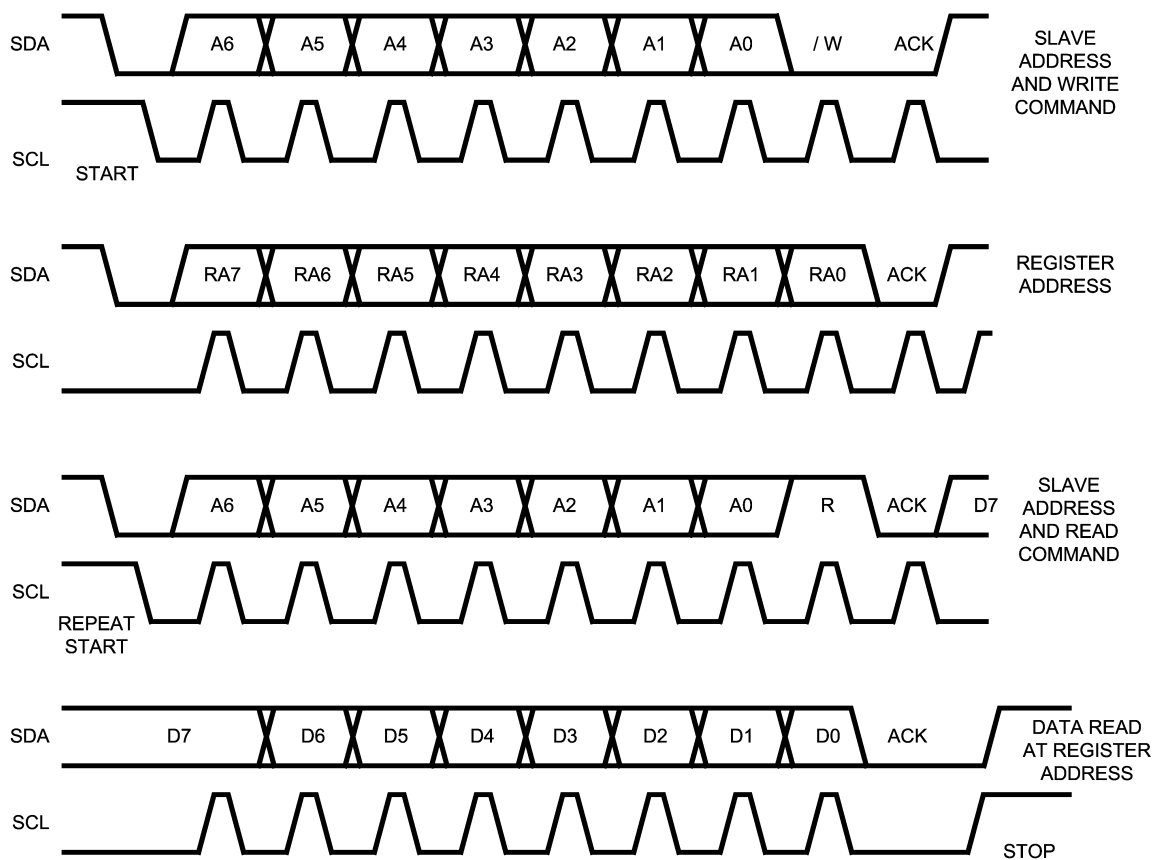 SDA A6 A5 A4 A3 A2 A1 A0 / W ACK
SLAVE
ADDRESS
AND WRITE
COMMAND
SCL
START
SDA RA7 RA6 RA5 RA4 RA3 RA2 RA1 RA0 ACK
REGISTER
ADDRESS
SCL
SDA A6 A5 A4 A3 A2 A1 A0 R ACK D7
SLAVE
ADDRESS
AND READ
COMMAND
SCL
REPEAT
START
SDA D7 D6 D5 D4 D3 D2 D1 D0 ACK
DATA READ
AT REGISTER
ADDRESS
SCL
STOP